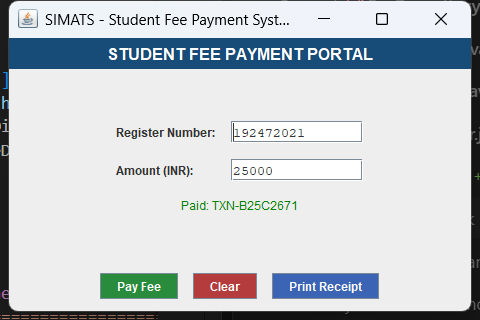 SIMATS - Student Fee Payment Syst...
STUDENT FEE PAYMENT PORTAL
Register Number: 192472021
Amount (INR): 25000
Paid: TXN-B25C2671
Pay Fee Clear Print Receipt